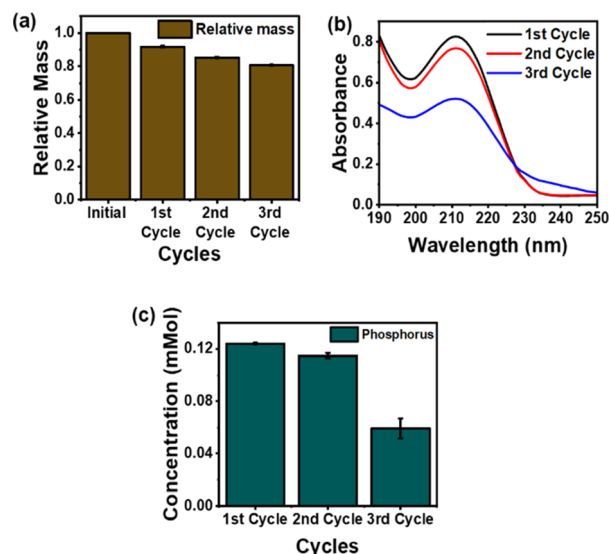 (a)
Relative mass
Relative Mass
1.0
0.8
0.6
0.4
0.2
0.0
Initial 1st Cycle 2nd Cycle 3rd Cycle
Cycles
(b)
1st Cycle
2nd Cycle
3rd Cycle
Absorbance
0.8
0.6
0.4
0.2
0.0
190 200 210 220 230 240 250
Wavelength (nm)
(c)
Phosphorus
Concentration (mMol)
0.12
0.08
0.04
0.00
1st Cycle 2nd Cycle 3rd Cycle
Cycles